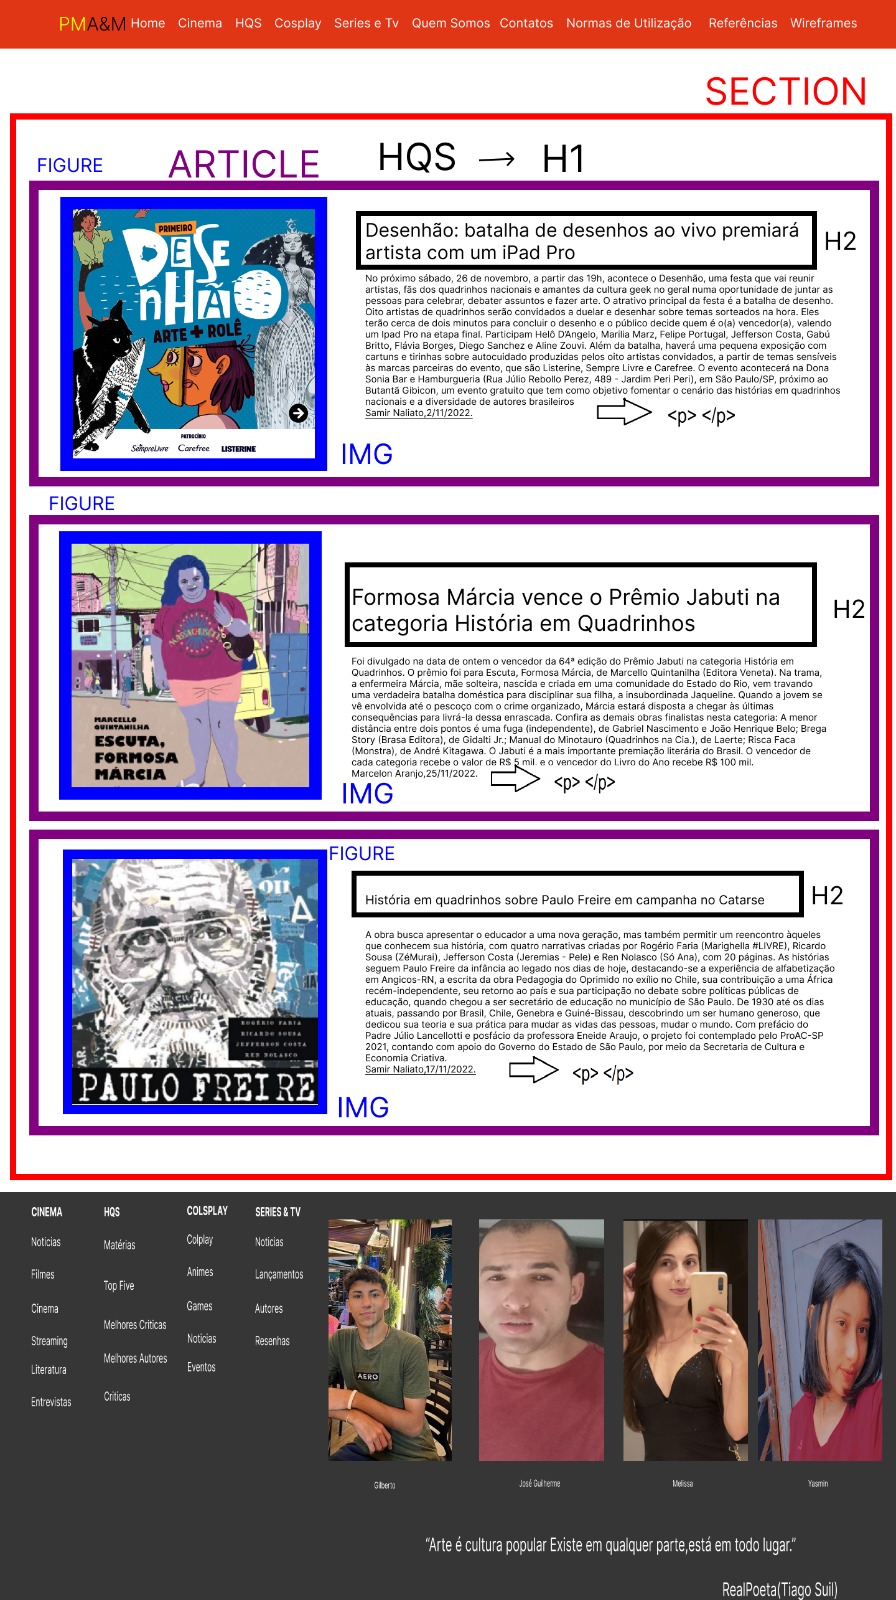 PMA&M Home Cinema HQS Cosplay Series e Tv Quem Somos Contatos Normas de Utilização Referências Wireframes
SECTION
FIGURE ARTICLE HQS → H1
PRIMEIRO
DESENHÃO
ARTE + ROLÊ
PATROCÍNIO
SEMPRE LIVRE Carefree LISTERINE
Desenhão: batalha de desenhos ao vivo premiará
artista com um iPad Pro
H2
No próximo sábado, 26 de novembro, a partir das 19h, acontece o Desenhão, uma festa que vai reunir
artistas, fãs dos quadrinhos nacionais e amantes da cultura geek no geral numa oportunidade de juntar as
pessoas para celebrar, debater assuntos e fazer arte. O atrativo principal da festa é a batalha de desenho.
Oito artistas de quadrinhos serão convidados a duelar e desenhar sobre temas sorteados na hora. Eles
terão cerca de dois minutos para concluir o desenho e o público decide quem é o(a) vencedor(a), valendo
um Ipad Pro na etapa final. Participam Helô D'Angelo, Marilia Marz, Felipe Portugal, Jefferson Costa, Gabú
Britto, Flávia Borges, Diego Sanchez e Aline Zouvi. Além da batalha, haverá uma pequena exposição com
cartuns e tirinhas sobre autocuidado produzidas pelos oito artistas convidados, a partir de temas sensíveis
às marcas parceiras do evento, que são Listerine, Sempre Livre e Carefree. O evento acontecerá na Dona
Sonia Bar e Hamburgueria (Rua Júlio Rebollo Perez, 489 - Jardim Peri Peri), em São Paulo/SP, próximo ao
Butantã Gibicon, um evento gratuito que tem como objetivo fomentar o cenário das histórias em quadrinhos
nacionais e a diversidade de autores brasileiros
Samir Naliato,2/11/2022.
<p> </p>
IMG
FIGURE
MARCELLO
QUINTANILHA
ESCUTA,
FORMOSA
MÁRCIA
Formosa Márcia vence o Prêmio Jabuti na
categoria História em Quadrinhos
H2
Foi divulgado na data de ontem o vencedor da 64ª edição do Prêmio Jabuti na categoria História em
Quadrinhos. O prêmio foi para Escuta, Formosa Márcia, de Marcello Quintanilha (Editora Veneta). Na trama,
a enfermeira Márcia, mãe solteira, nascida e criada em uma comunidade do Estado do Rio, vem travando
uma verdadeira batalha doméstica para disciplinar sua filha, a insubordinada Jaqueline. Quando a jovem se
vê envolvida até o pescoço com o crime organizado, Márcia estará disposta a chegar às últimas
consequências para livrá-la dessa enrascada. Confira as demais obras finalistas nesta categoria: A menor
distância entre dois pontos é uma fuga (independente), de Gabriel Nascimento e João Henrique Belo; Brega
Story (Brasa Editora), de Gidalti Jr.; Manual do Minotauro (Quadrinhos na Cia.), de Laerte; Risca Faca
(Monstra), de André Kitagawa. O Jabuti é a mais importante premiação literária do Brasil. O vencedor de
cada categoria recebe o valor de R$ 5 mil, e o vencedor do Livro do Ano recebe R$ 100 mil.
Marcelon Aranjo,25/11/2022.
<p> </p>
IMG
FIGURE
ROGÉRIO FARIA
RICARDO SOUSA
JEFFERSON COSTA
REN NOLASCO
PAULO FREIRE
História em quadrinhos sobre Paulo Freire em campanha no Catarse
H2
A obra busca apresentar o educador a uma nova geração, mas também permitir um reencontro àqueles
que conhecem sua história, com quatro narrativas criadas por Rogério Faria (Marighella #LIVRE), Ricardo
Sousa (ZéMurai), Jefferson Costa (Jeremias - Pele) e Ren Nolasco (Só Ana), com 20 páginas. As histórias
seguem Paulo Freire da infância ao legado nos dias de hoje, destacando-se a experiência de alfabetização
em Angicos-RN, a escrita da obra Pedagogia do Oprimido no exílio no Chile, sua contribuição a uma África
recém-independente, seu retorno ao país e sua participação no debate sobre políticas públicas de
educação, quando chegou a ser secretário de educação no município de São Paulo. De 1930 até os dias
atuais, passando por Brasil, Chile, Genebra e Guiné-Bissau, descobrindo um ser humano generoso, que
dedicou sua teoria e sua prática para mudar as vidas das pessoas, mudar o mundo. Com prefácio do
Padre Júlio Lancellotti e posfácio da professora Eneide Araujo, o projeto foi contemplado pelo ProAC-SP
2021, contando com apoio do Governo do Estado de São Paulo, por meio da Secretaria de Cultura e
Economia Criativa.
Samir Naliato,17/11/2022.
<p> </p>
IMG
CINEMA
Noticias
Filmes
Cinema
Streaming
Literatura
Entrevistas
HQS
Matérias
Top Five
Melhores Criticas
Melhores Autores
Criticas
COLSPLAY
Colplay
Animes
Games
Noticias
Eventos
SERIES & TV
Noticias
Lançamentos
Autores
Resenhas
AERO
Gilberto José Guilherme Melissa Yasmin
“Arte é cultura popular Existe em qualquer parte,está em todo lugar.”
RealPoeta(Tiago Suil)